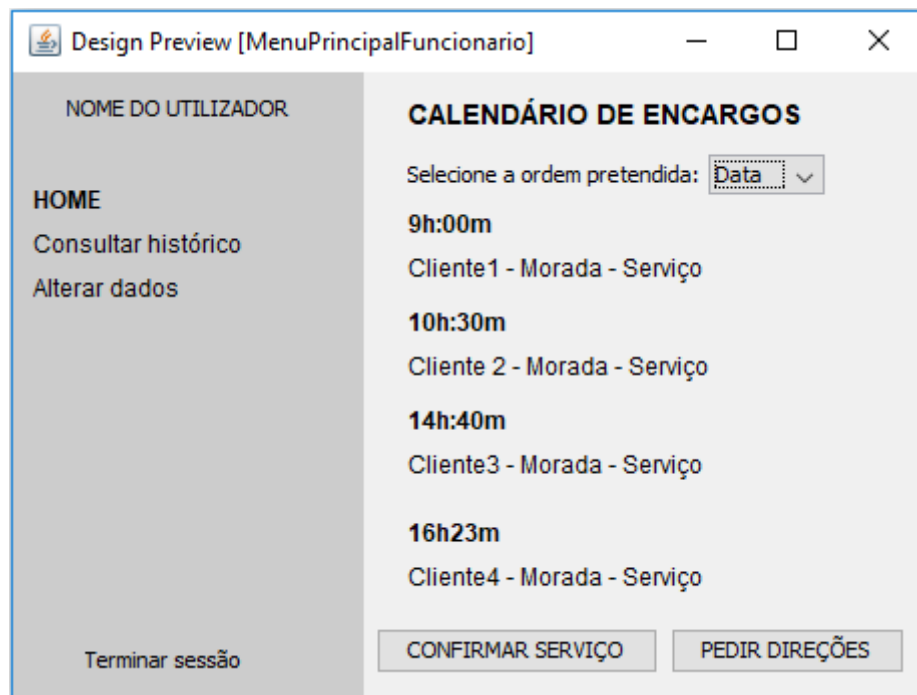 Design Preview [MenuPrincipalFuncionario]
NOME DO UTILIZADOR
HOME
Consultar histórico
Alterar dados
Terminar sessão
CALENDÁRIO DE ENCARGOS
Selecione a ordem pretendida: Data
9h:00m
Cliente1 - Morada - Serviço
10h:30m
Cliente 2 - Morada - Serviço
14h:40m
Cliente3 - Morada - Serviço
16h23m
Cliente4 - Morada - Serviço
CONFIRMAR SERVIÇO PEDIR DIREÇÕES